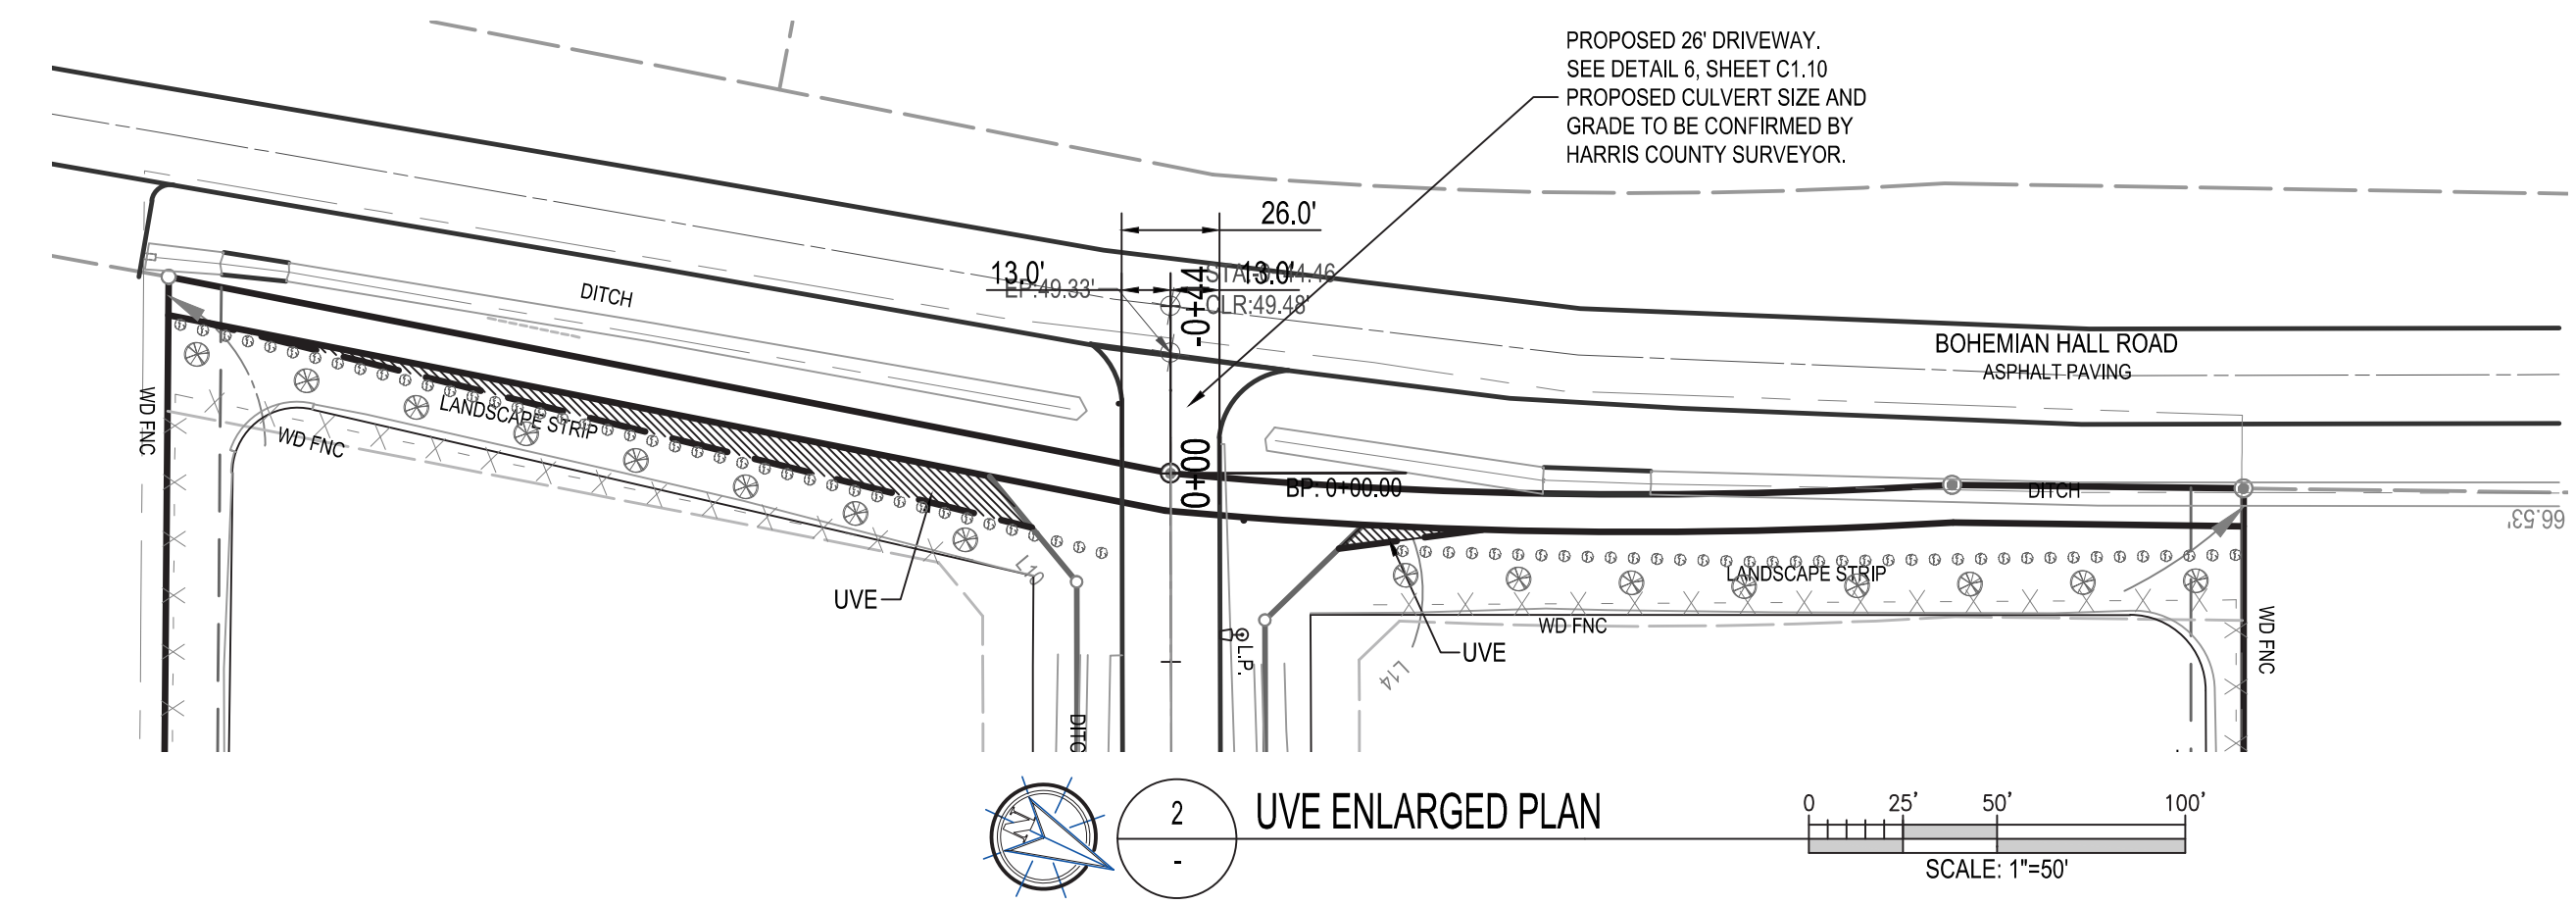 PROPOSED 26' DRIVEWAY.
SEE DETAIL 6, SHEET C1.10
PROPOSED CULVERT SIZE AND
GRADE TO BE CONFIRMED BY
HARRIS COUNTY SURVEYOR.
26.0'
13.0'
13.0'
EP:49.33'
CLR:49.48'
-0+44
DITCH
BOHEMIAN HALL ROAD
ASPHALT PAVING
WD FNC
LANDSCAPE STRIP
WD FNC
0+00
BP: 0+00.00
DITCH
66.53'
L10
UVE
LANDSCAPE STRIP
WD FNC
WD FNC
UVE
L.P.
L14
2
-
UVE ENLARGED PLAN
0 25' 50' 100'
SCALE: 1"=50'